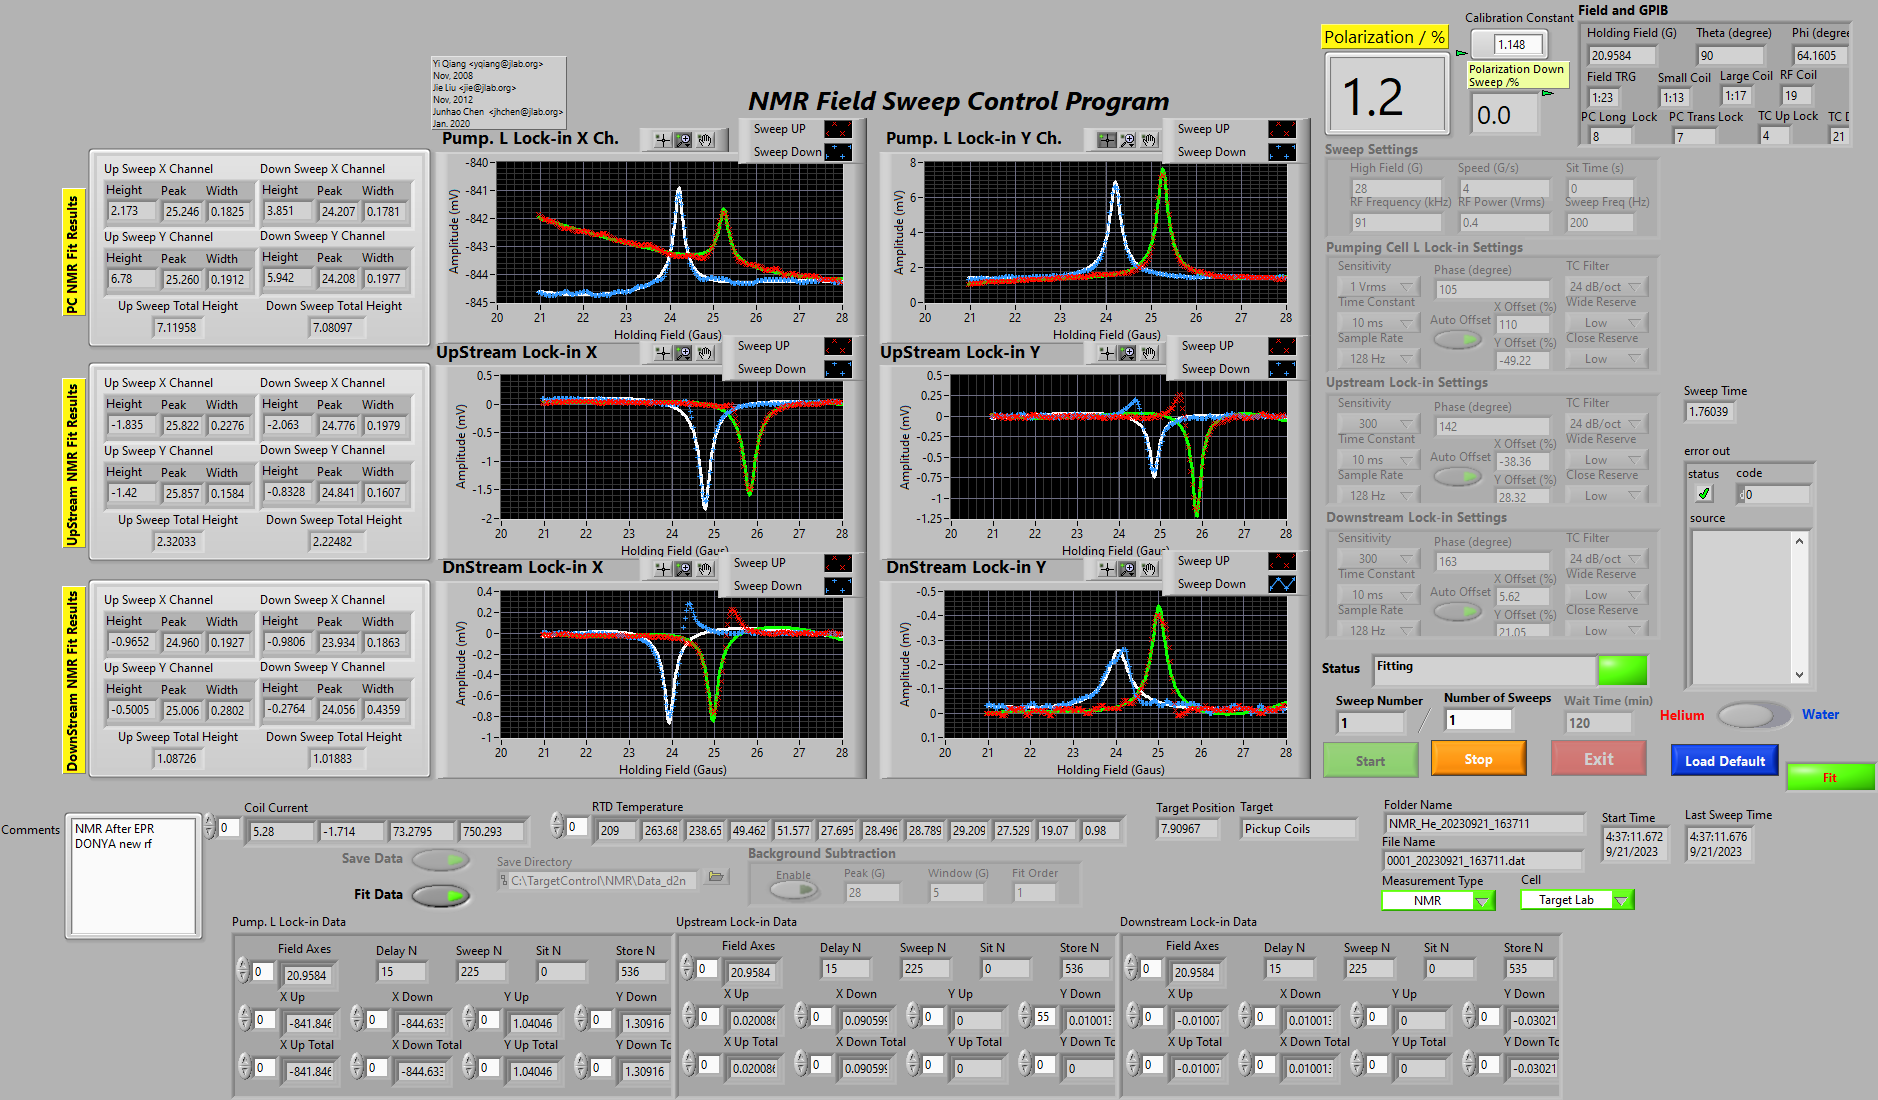 Yi Qiang <yqiang@jlab.org>
Nov, 2008
Jie Liu <jie@jlab.org>
Nov, 2012
Junhao Chen <jhchen@jlab.org>
Jan. 2020
NMR Field Sweep Control Program
Polarization / %
1.2
Calibration Constant
1.148
Polarization Down
Sweep /%
0.0
Field and GPIB
Holding Field (G) Theta (degree) Phi (degree
20.9584 90 64.1605
Field TRG Small Coil Large Coil RF Coil
1:23 1:13 1:17 19
PC Long Lock PC Trans Lock TC Up Lock TC D
8 7 4 21
PC NMR Fit Results
Up Sweep X Channel Down Sweep X Channel
Height Peak Width Height Peak Width
2.173 25.246 0.1825 3.851 24.207 0.1781
Up Sweep Y Channel Down Sweep Y Channel
Height Peak Width Height Peak Width
6.78 25.260 0.1912 5.942 24.208 0.1977
Up Sweep Total Height Down Sweep Total Height
7.11958 7.08097
UpStream NMR Fit Results
Up Sweep X Channel Down Sweep X Channel
Height Peak Width Height Peak Width
-1.835 25.822 0.2276 -2.063 24.776 0.1979
Up Sweep Y Channel Down Sweep Y Channel
Height Peak Width Height Peak Width
-1.42 25.857 0.1584 -0.8328 24.841 0.1607
Up Sweep Total Height Down Sweep Total Height
2.32033 2.22482
DownStream NMR Fit Results
Up Sweep X Channel Down Sweep X Channel
Height Peak Width Height Peak Width
-0.9652 24.960 0.1927 -0.9806 23.934 0.1863
Up Sweep Y Channel Down Sweep Y Channel
Height Peak Width Height Peak Width
-0.5005 25.006 0.2802 -0.2764 24.056 0.4359
Up Sweep Total Height Down Sweep Total Height
1.08726 1.01883
Pump. L Lock-in X Ch.
Sweep UP
Sweep Down
Amplitude (mV)
-840
-841
-842
-843
-844
-845
20 21 22 23 24 25 26 27 28
Holding Field (Gaus)
Pump. L Lock-in Y Ch.
Sweep UP
Sweep Down
Amplitude (mV)
8
6
4
2
0
20 21 22 23 24 25 26 27 28
Holding Field (Gaus)
UpStream Lock-in X
Sweep UP
Sweep Down
Amplitude (mV)
0.5
0
-0.5
-1
-1.5
-2
20 21 22 23 24 25 26 27 28
Holding Field (Gaus)
UpStream Lock-in Y
Sweep UP
Sweep Down
Amplitude (mV)
0.5
0.25
0
-0.25
-0.5
-0.75
-1
-1.25
20 21 22 23 24 25 26 27 28
Holding Field (Gaus)
DnStream Lock-in X
Sweep UP
Sweep Down
Amplitude (mV)
0.4
0.2
0
-0.2
-0.4
-0.6
-0.8
-1
20 21 22 23 24 25 26 27 28
Holding Field (Gaus)
DnStream Lock-in Y
Sweep UP
Sweep Down
Amplitude (mV)
-0.5
-0.4
-0.3
-0.2
-0.1
0
0.1
20 21 22 23 24 25 26 27 28
Holding Field (Gaus)
Sweep Settings
High Field (G) Speed (G/s) Sit Time (s)
28 4 0
RF Frequency (kHz) RF Power (Vrms) Sweep Freq (Hz)
91 0.4 200
Pumping Cell L Lock-in Settings
Sensitivity Phase (degree) TC Filter
1 Vrms 105 24 dB/oct
Time Constant X Offset (%) Wide Reserve
10 ms Auto Offset 110 Low
Sample Rate Y Offset (%) Close Reserve
128 Hz -49.22 Low
Upstream Lock-in Settings
Sensitivity Phase (degree) TC Filter
300 142 24 dB/oct
Time Constant X Offset (%) Wide Reserve
10 ms Auto Offset -38.36 Low
Sample Rate Y Offset (%) Close Reserve
128 Hz 28.32 Low
Downstream Lock-in Settings
Phase (degree) TC Filter
300 163 24 dB/oct
Time Constant X Offset (%) Wide Reserve
10 ms Auto Offset 5.62 Low
Sample Rate Y Offset (%) Close Reserve
128 Hz 21.05 Low
Sweep Time
1.76039
error out
status code
0
source
Status Fitting
Sweep Number Number of Sweeps Wait Time (min)
1 1 120
Helium Water
Start Stop Exit Load Default Fit
Comments
NMR After EPR
DONYA new rf
Coil Current
0 5.28 -1.714 73.2795 750.293
RTD Temperature
0 209 263.68 238.65 49.462 51.577 27.695 28.496 28.789 29.209 27.529 19.07 0.98
Target Position Target
7.90967 Pickup Coils
Folder Name
NMR_He_20230921_163711
File Name
0001_20230921_163711.dat
Start Time Last Sweep Time
4:37:11.672 4:37:11.676
9/21/2023 9/21/2023
Measurement Type Cell
NMR Target Lab
Save Data
Fit Data
Save Directory
C:\TargetControl\NMR\Data_d2n
Background Subtraction
Enable Peak (G) Window (G) Fit Order
28 5 1
Pump. L Lock-in Data
Field Axes Delay N Sweep N Sit N Store N
0 20.9584 15 225 0 536
X Up X Down Y Up Y Down
0 -841.846 0 -844.633 0 1.04046 0 1.30916
X Up Total X Down Total Y Up Total Y Down To
0 -841.846 0 -844.633 0 1.04046 0 1.30916
Upstream Lock-in Data
Field Axes Delay N Sweep N Sit N Store N
0 20.9584 15 225 0 536
X Up X Down Y Up Y Down
0 0.020086 0 0.090599 0 0 55 0.010013
X Up Total X Down Total Y Up Total Y Down To
0 0.020086 0 0.090599 0 0 0 0
Downstream Lock-in Data
Field Axes Delay N Sweep N Sit N Store N
0 20.9584 15 225 0 535
X Up X Down Y Up Y Down
0 -0.01007 0 0.010013 0 0 0 -0.03021
X Up Total X Down Total Y Up Total Y Down To
0 -0.01007 0 0.010013 0 0 0 -0.03021